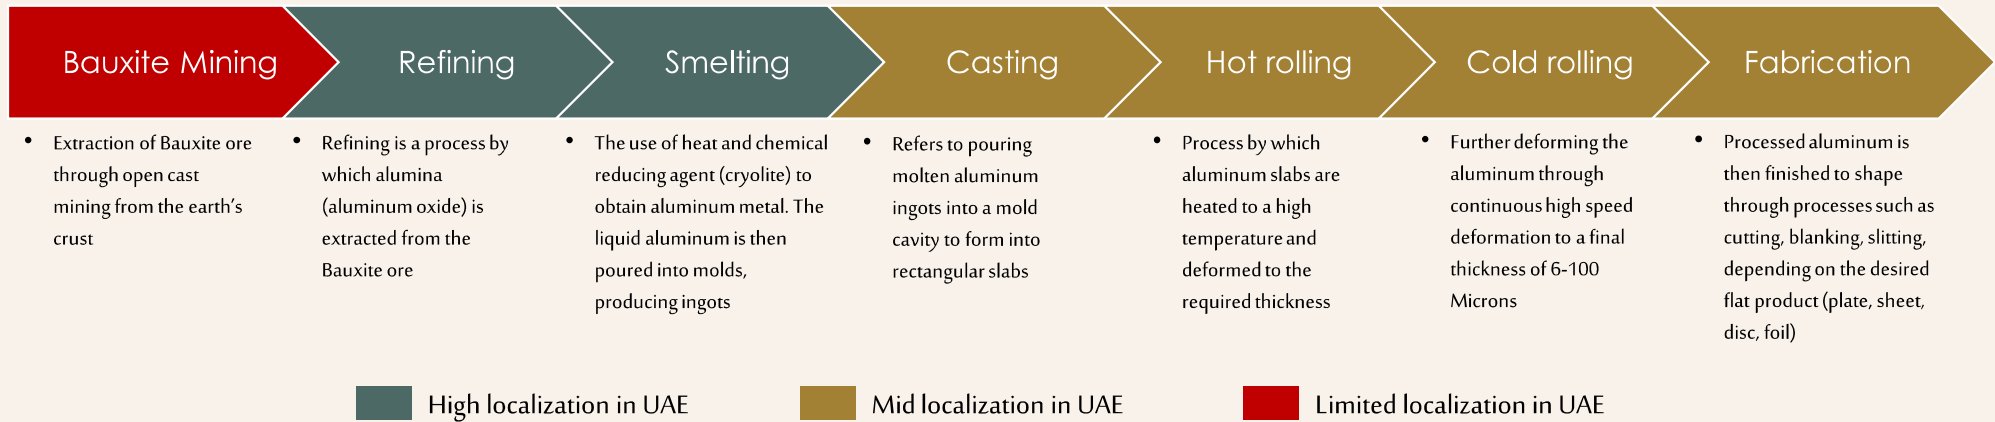 Bauxite Mining
Refining
Smelting
Casting
Hot rolling
Cold rolling
Fabrication
• Extraction of Bauxite ore
through open cast
mining from the earth's
crust
• Refining is a process by
which alumina
(aluminum oxide) is
extracted from the
Bauxite ore
• The use of heat and chemical
reducing agent (cryolite) to
obtain aluminum metal. The
liquid aluminum is then
poured into molds,
producing ingots
• Refers to pouring
molten aluminum
ingots into a mold
cavity to form into
rectangular slabs
• Process by which
aluminum slabs are
heated to a high
temperature and
deformed to the
required thickness
• Further deforming the
aluminum through
continuous high speed
deformation to a final
thickness of 6-100
Microns
• Processed aluminum is
then finished to shape
through processes such as
cutting, blanking, slitting,
depending on the desired
flat product (plate, sheet,
disc, foil)
High localization in UAE
Mid localization in UAE
Limited localization in UAE